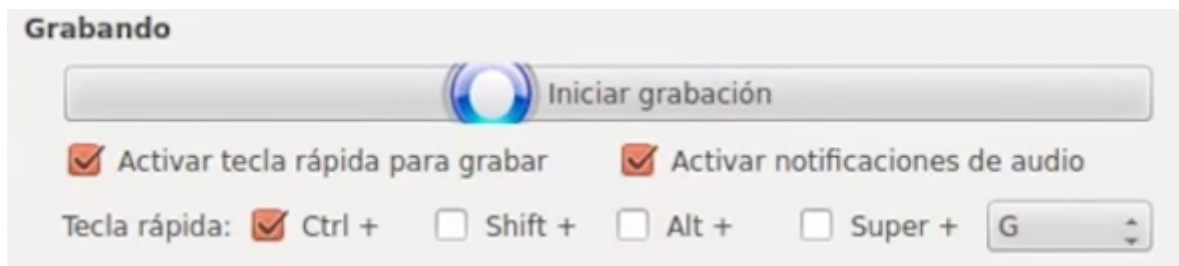 Grabando
Iniciar grabación
Activar tecla rápida para grabar Activar notificaciones de audio
Tecla rápida: Ctrl + Shift + Alt + Super + G